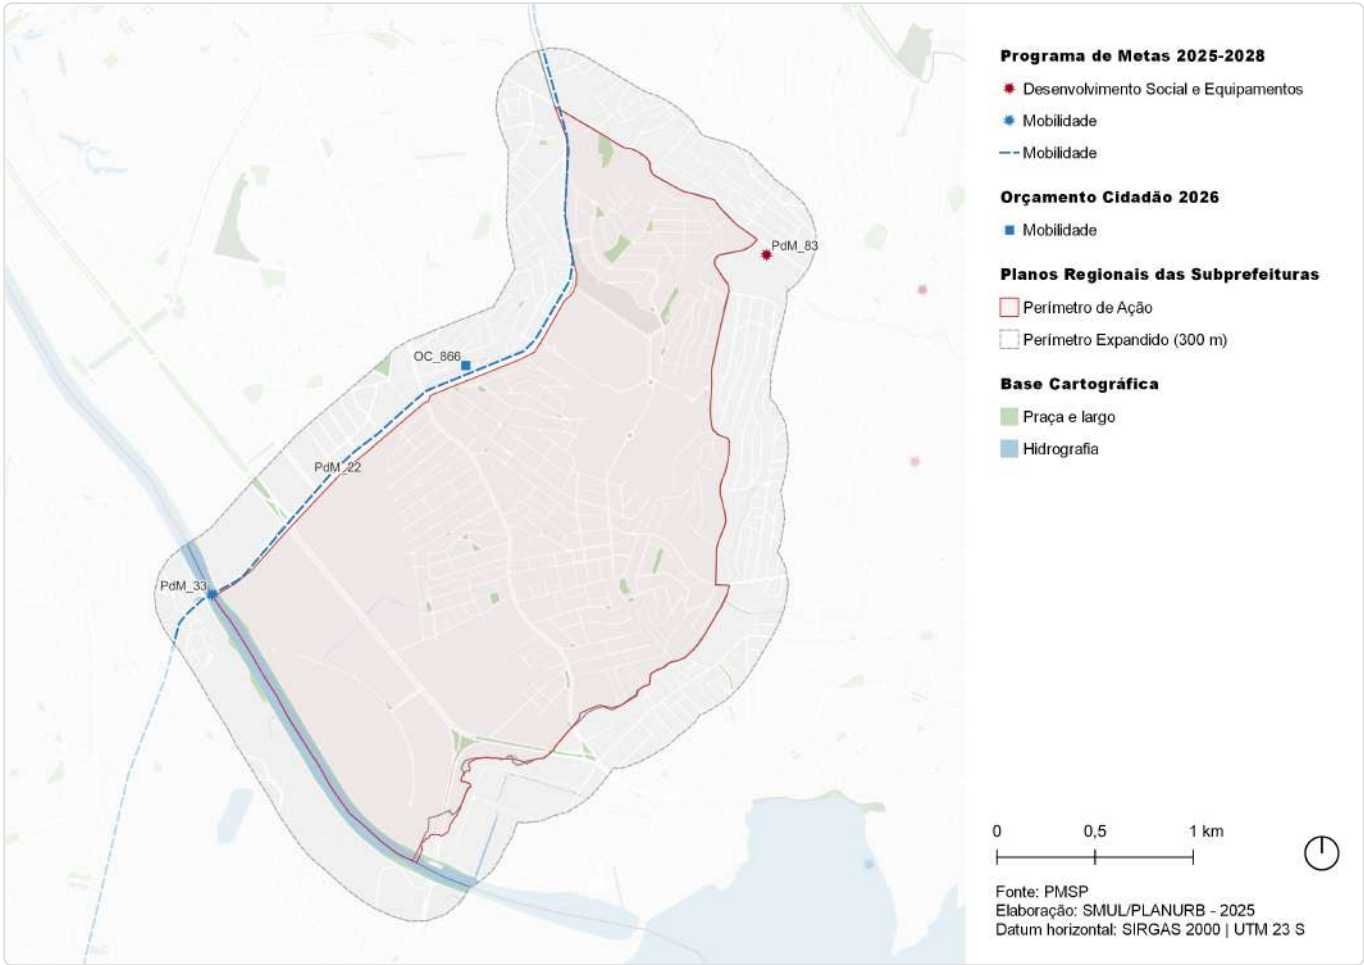 PdM_83
OC_866
PdM_22
PdM_33
Programa de Metas 2025-2028
Desenvolvimento Social e Equipamentos
Mobilidade
Mobilidade
Orçamento Cidadão 2026
Mobilidade
Planos Regionais das Subprefeituras
Perímetro de Ação
Perímetro Expandido (300 m)
Base Cartográfica
Praça e largo
Hidrografia
0 0,5 1 km
Fonte: PMSP
Elaboração: SMUL/PLANURB - 2025
Datum horizontal: SIRGAS 2000 | UTM 23 S